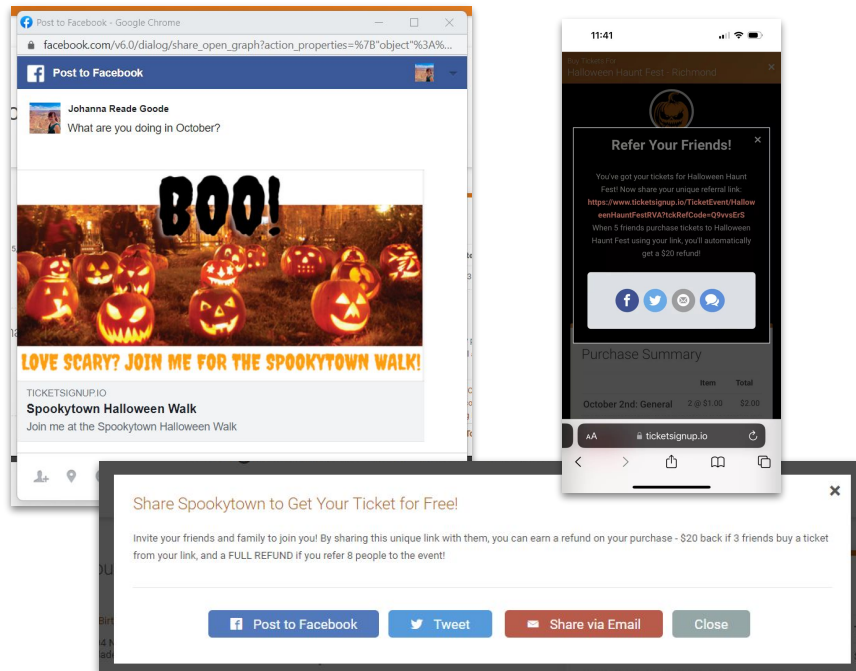 Post to Facebook - Google Chrome
facebook.com/v6.0/dialog/share_open_graph?action_properties=%7B"object"%3A%...
Post to Facebook
Johanna Reade Goode
What are you doing in October?
BOO!
LOVE SCARY? JOIN ME FOR THE SPOOKYTOWN WALK!
TICKETSIGNUP.IO
Spookytown Halloween Walk
Join me at the Spookytown Halloween Walk
11:41
Buy Tickets For
Halloween Haunt Fest - Richmond
Refer Your Friends!
You've got your tickets for Halloween Haunt
Fest! Now share your unique referral link:
https://www.ticketsignup.io/TicketEvent/Hallow
eenHauntFestRVA?tckRefCode=Q9vvsErS
When 5 friends purchase tickets to Halloween
Haunt Fest using your link, you'll automatically
get a $20 refund!
Purchase Summary
Item Total
October 2nd: General 2 @ $1.00 $2.00
AA ticketsignup.io
Share Spookytown to Get Your Ticket for Free!
Invite your friends and family to join you! By sharing this unique link with them, you can earn a refund on your purchase - $20 back if 3 friends buy a ticket
from your link, and a FULL REFUND if you refer 8 people to the event!
Post to Facebook
Tweet
Share via Email
Close